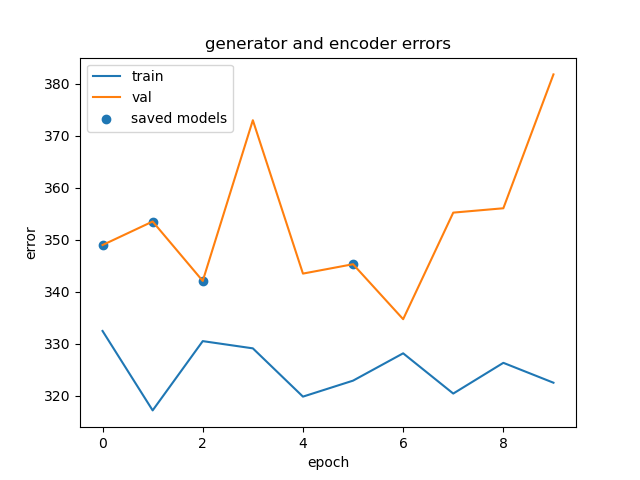 generator and encoder errors
train
val
saved models
380
370
360
350
340
330
320
error
0
2
4
6
8
epoch